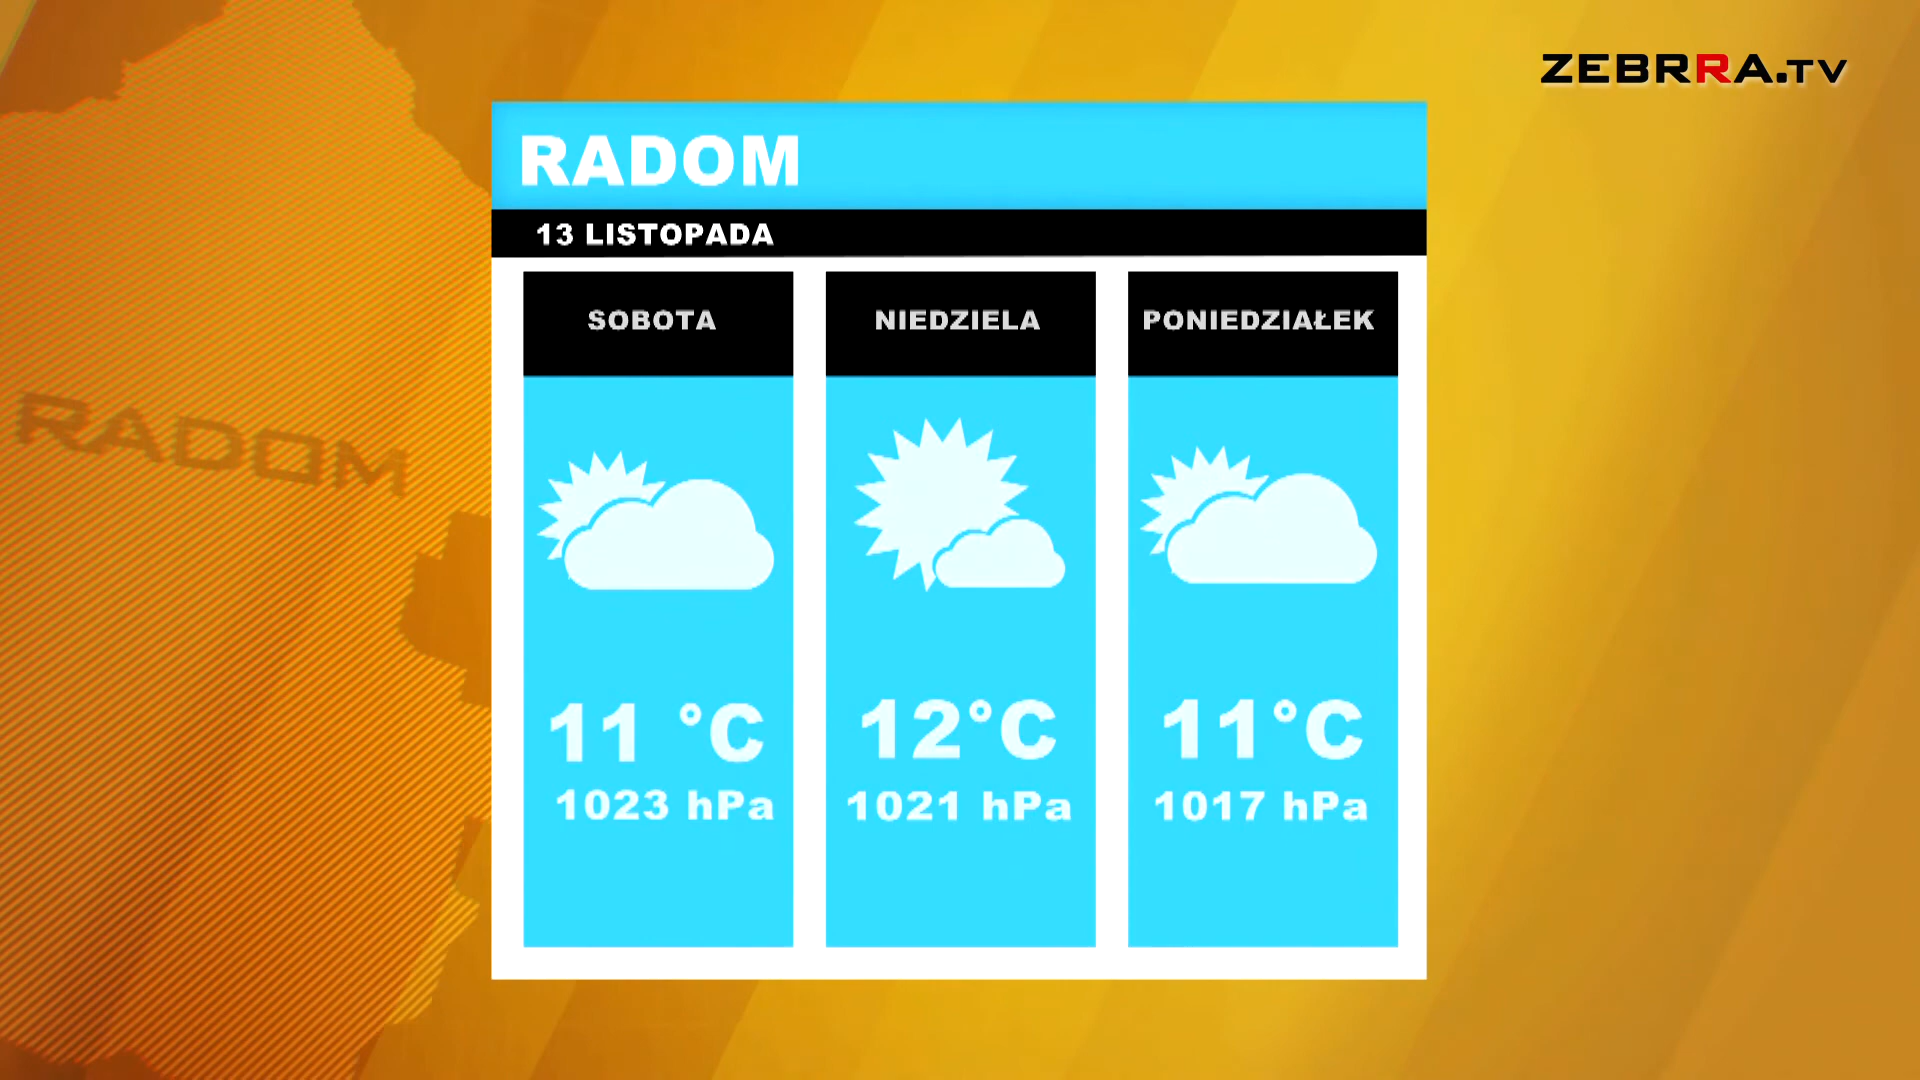 ZEBRRA.TV
RADOM
13 LISTOPADA
SOBOTA
NIEDZIELA
PONIEDZIAŁEK
RADOM
11 °C
12°C
11°C
1023 hPa
1021 hPa
1017 hPa